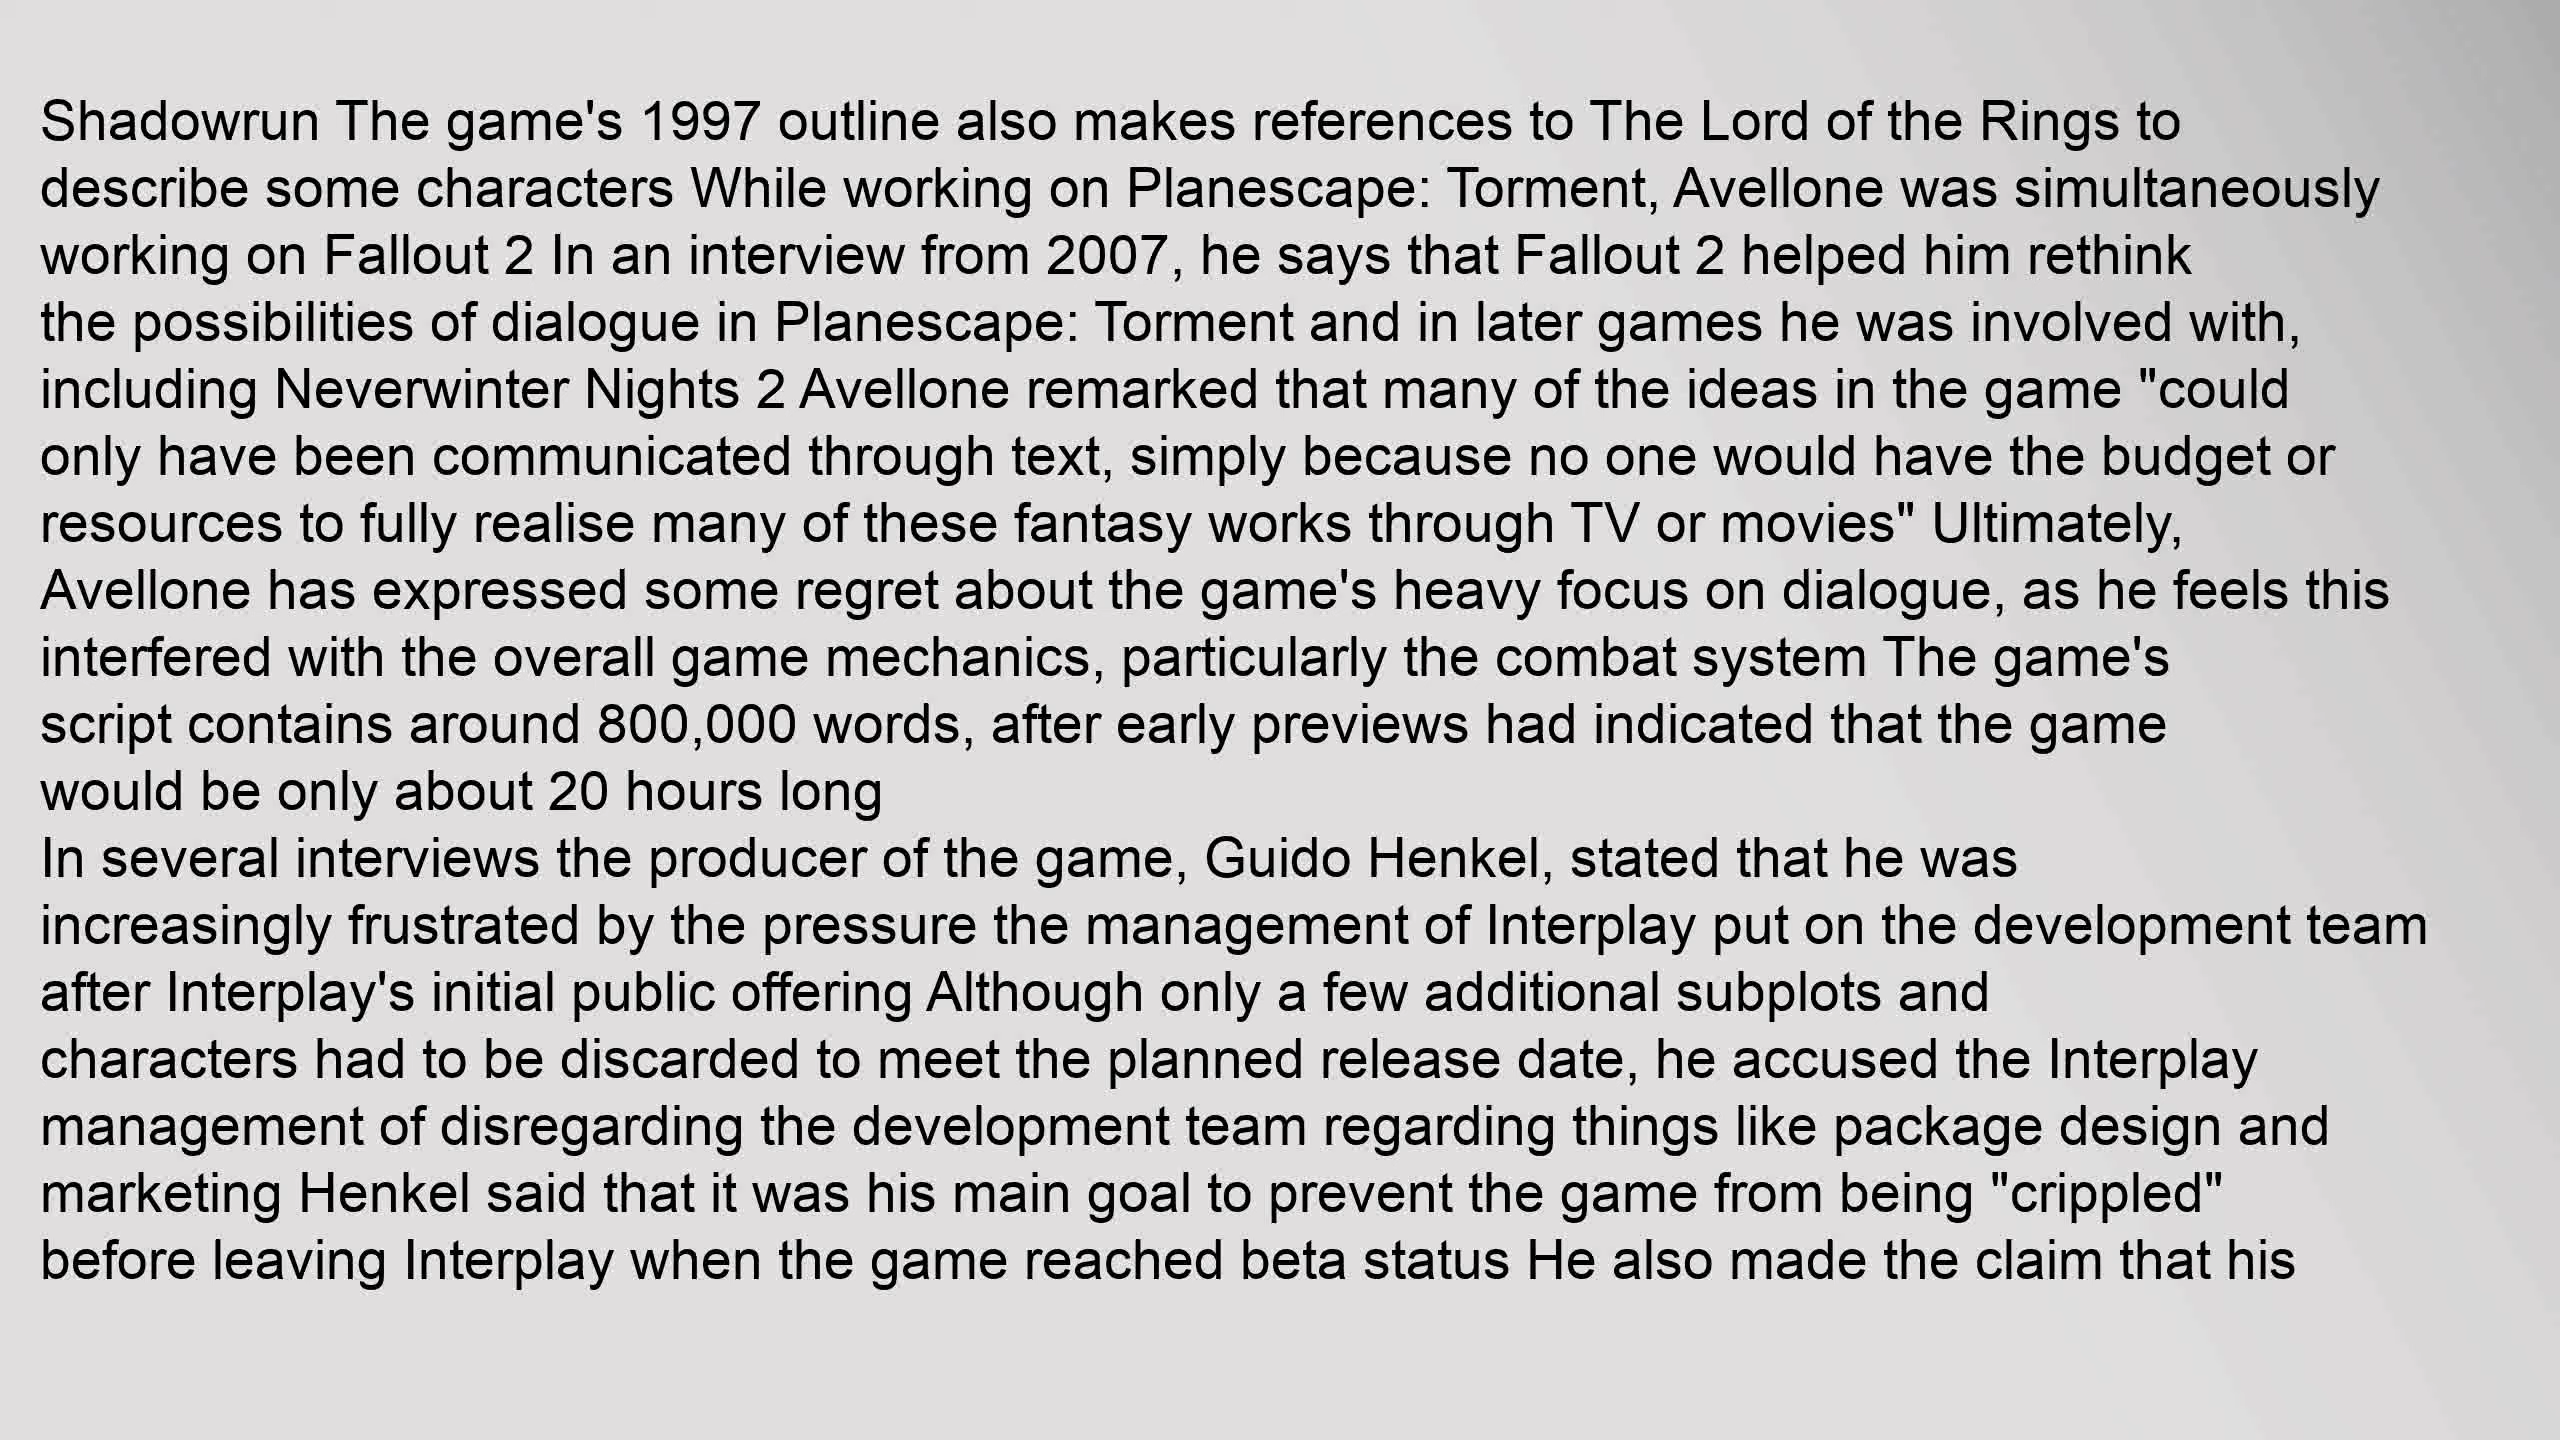 Shadowrun The game's 1997 outline also makes references to The Lord of the Rings to
describe some characters While working on Planescape: Torment, Avellone was simultaneously
working on Fallout 2 In an interview from 2007, he says that Fallout 2 helped him rethink
the possibilities of dialogue in Planescape: Torment and in later games he was involved with,
including Neverwinter Nights 2 Avellone remarked that many of the ideas in the game "could
only have been communicated through text, simply because no one would have the budget or
resources to fully realise many of these fantasy works through TV or movies" Ultimately,
Avellone has expressed some regret about the game's heavy focus on dialogue, as he feels this
interfered with the overall game mechanics, particularly the combat system The game's
script contains around 800,000 words, after early previews had indicated that the game
would be only about 20 hours long
In several interviews the producer of the game, Guido Henkel, stated that he was
increasingly frustrated by the pressure the management of Interplay put on the development team
after Interplay's initial public offering Although only a few additional subplots and
characters had to be discarded to meet the planned release date, he accused the Interplay
management of disregarding the development team regarding things like package design and
marketing Henkel said that it was his main goal to prevent the game from being "crippled"
before leaving Interplay when the game reached beta status He also made the claim that his